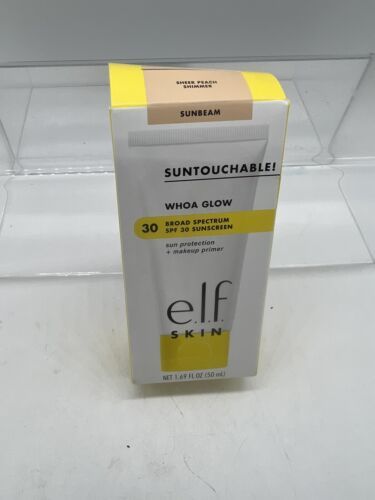 SHEER PEACH
SHIMMER
SUNBEAM
SUNTOUCHABLE!
WHOA GLOW
30 BROAD SPECTRUM
SPF 30 SUNSCREEN
sun protection
+ makeup primer
e.l.f.
SKIN
NET 1.69 FL OZ (50 mL)